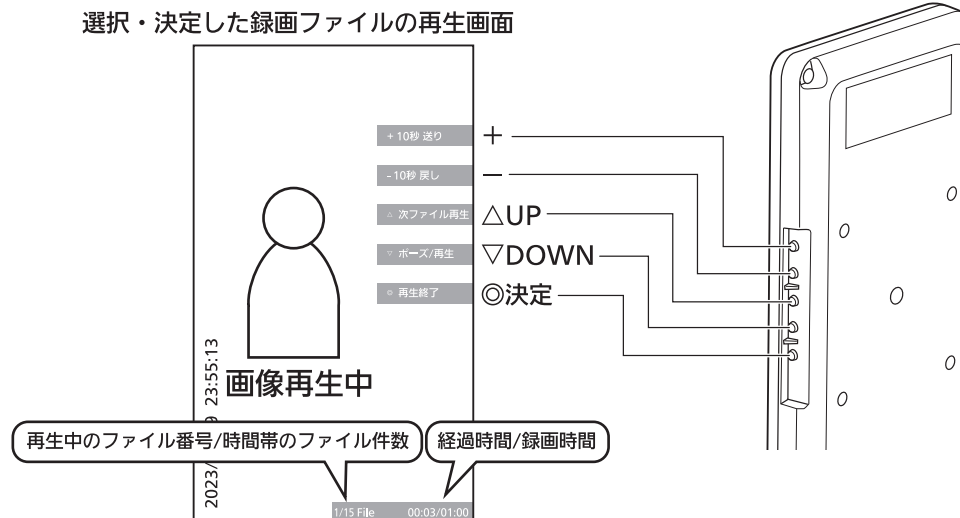 選択・決定した録画ファイルの再生画面
+ 10秒 送り
+
- 10秒 戻し
−
△ 次ファイル再生
△UP
▽ ポーズ/再生
▽DOWN
◎ 再生終了
◎決定
2023/
9 23:55:13
画像再生中
再生中のファイル番号/時間帯のファイル件数
経過時間/録画時間
1/15 File 00:03/01:00